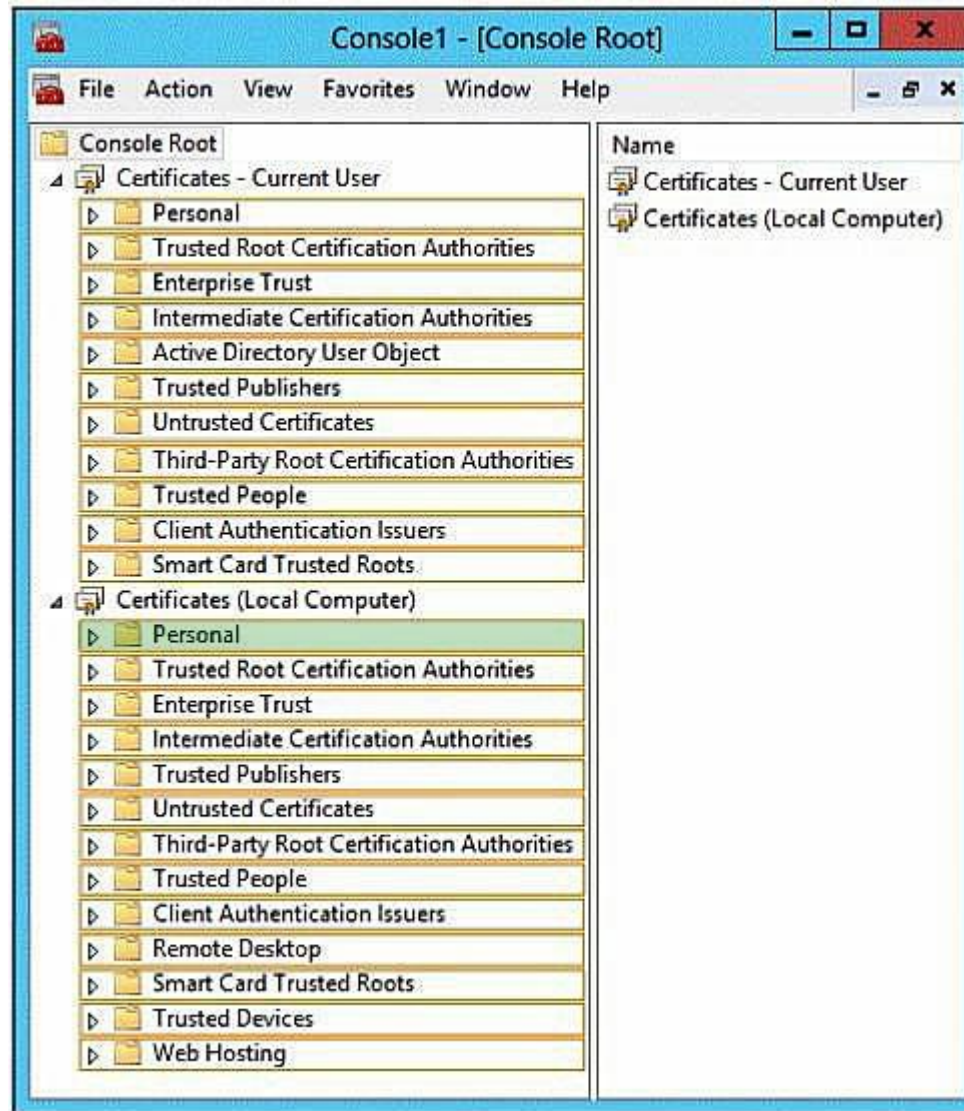 Console1 - [Console Root]
File Action View Favorites Window Help
Console Root
Certificates - Current User
Personal
Trusted Root Certification Authorities
Enterprise Trust
Intermediate Certification Authorities
Active Directory User Object
Trusted Publishers
Untrusted Certificates
Third-Party Root Certification Authorities
Trusted People
Client Authentication Issuers
Smart Card Trusted Roots
Certificates (Local Computer)
Personal
Trusted Root Certification Authorities
Enterprise Trust
Intermediate Certification Authorities
Trusted Publishers
Untrusted Certificates
Third-Party Root Certification Authorities
Trusted People
Client Authentication Issuers
Remote Desktop
Smart Card Trusted Roots
Trusted Devices
Web Hosting
Name
Certificates - Current User
Certificates (Local Computer)